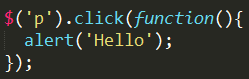 $('p').click(function(){
  alert('Hello');
});